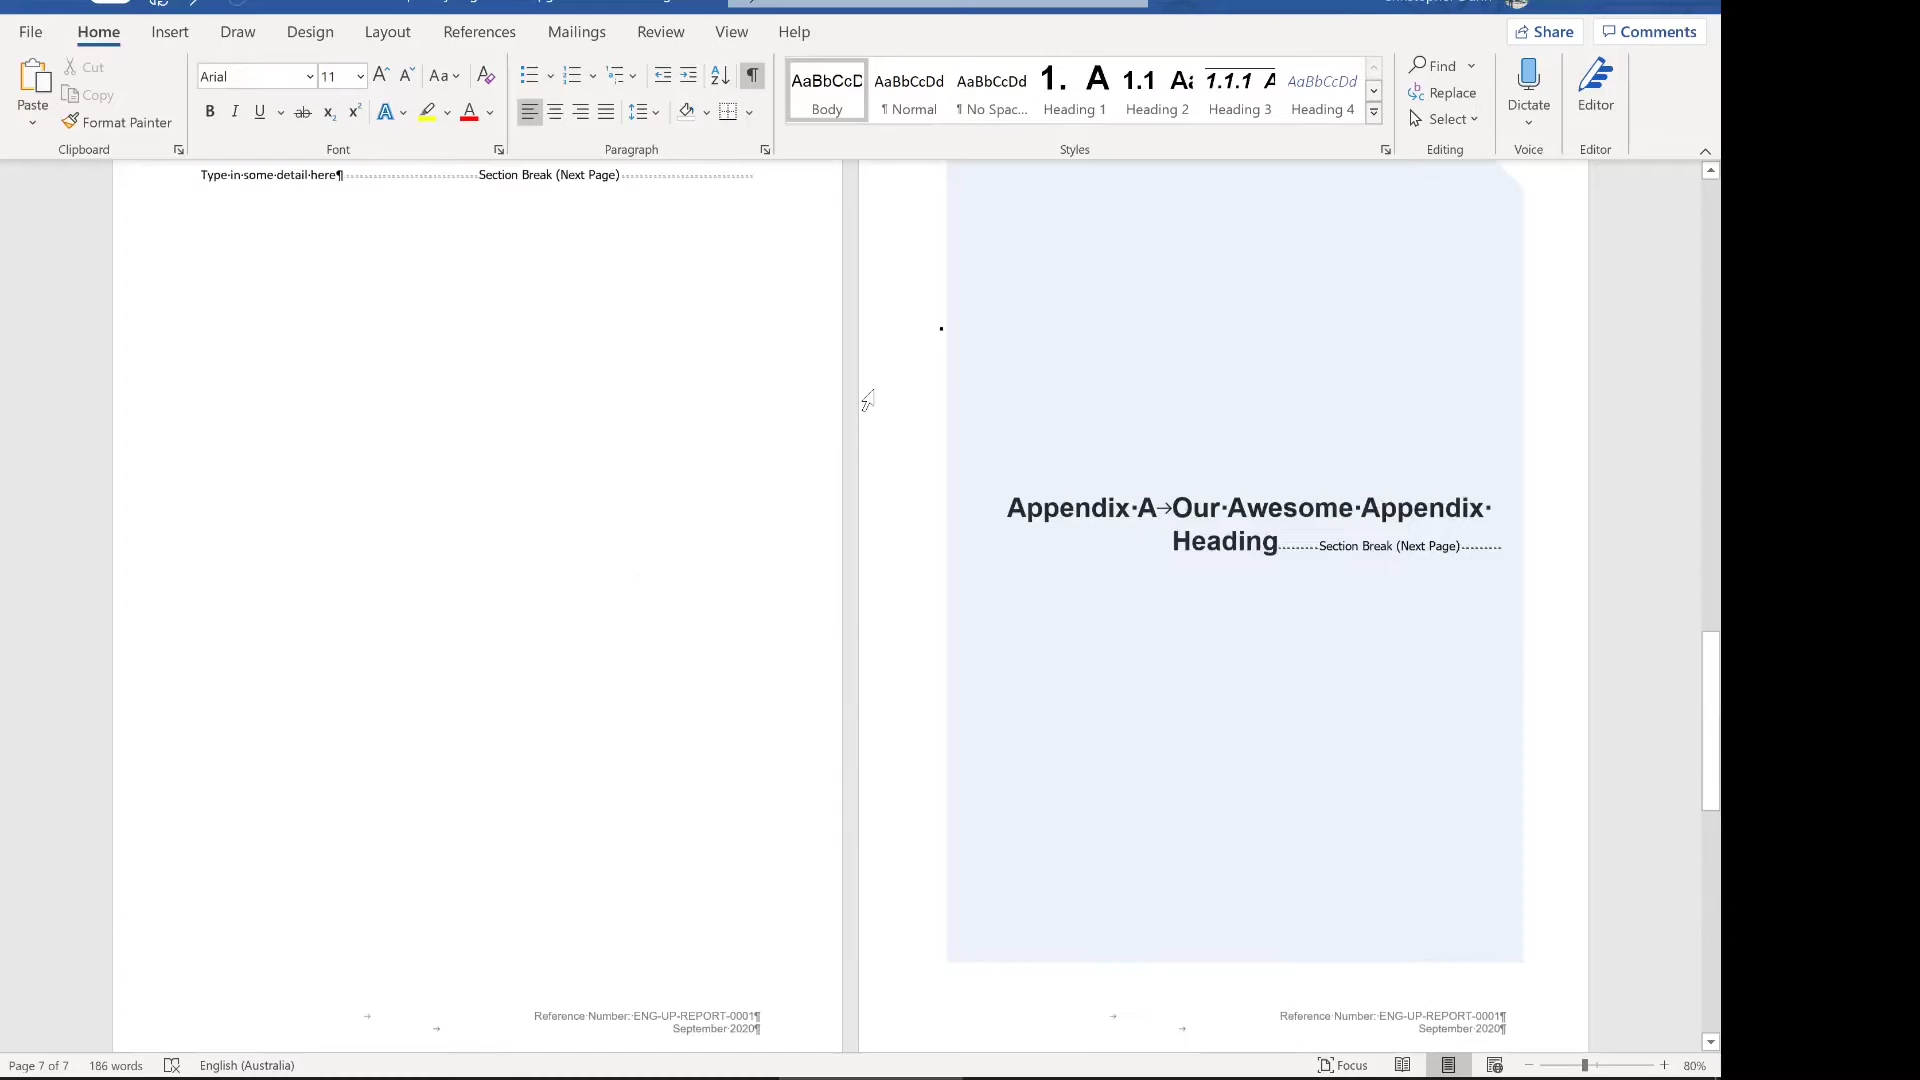 File Home Insert Draw Design Layout References Mailings Review View Help Share Comments
Paste Cut Copy Format Painter
Clipboard
Arial 11 Aa
B I U ab x₂ x² A A
Font
Paragraph
AaBbCcD AaBbCcDd AaBbCcDd 1. A 1.1 Aa 1.1.1 A AaBbCcDd
Body ¶ Normal ¶ No Spac... Heading 1 Heading 2 Heading 3 Heading 4
Styles
Find
Replace
Select
Editing
Dictate
Voice
Editor
Editor
Type·in·some·detail·here¶ Section Break (Next Page)
Appendix·A→Our·Awesome·Appendix·
Heading Section Break (Next Page)
→ Reference·Number:·ENG-UP-REPORT-0001¶
→ September·2020¶
→ Reference·Number:·ENG-UP-REPORT-0001¶
→ September·2020¶
Page 7 of 7 186 words English (Australia) Focus 80%